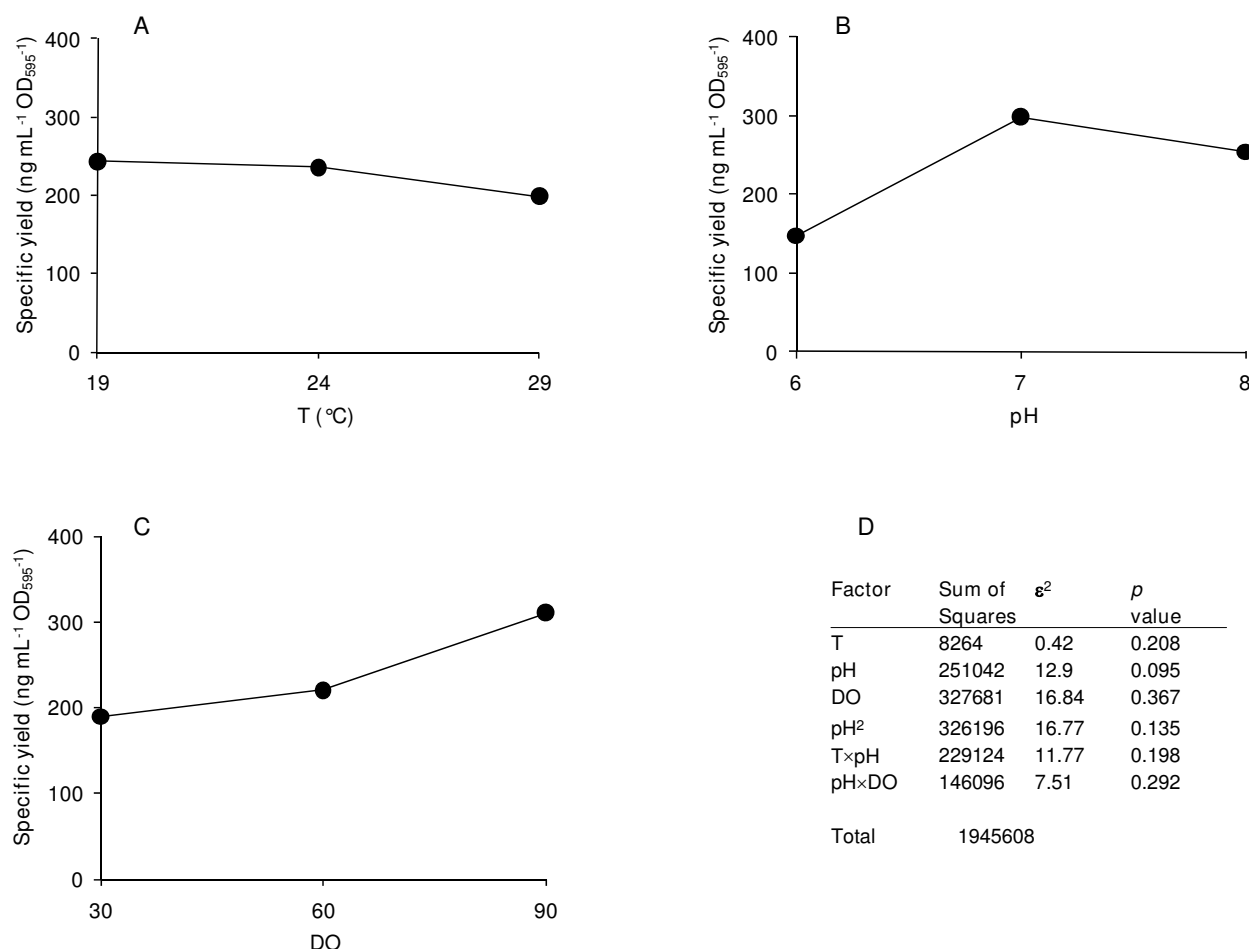 A
Specific yield (ng mL⁻¹ OD₅₉₅⁻¹)
400
300
200
100
0
19 24 29
T (°C)
B
Specific yield (ng mL⁻¹ OD₅₉₅⁻¹)
400
300
200
100
0
6 7 8
pH
C
Specific yield (ng mL⁻¹ OD₅₉₅⁻¹)
400
300
200
100
0
30 60 90
DO
D
Factor Sum of ε² p
Squares value
T 8264 0.42 0.208
pH 251042 12.9 0.095
DO 327681 16.84 0.367
pH² 326196 16.77 0.135
T×pH 229124 11.77 0.198
pH×DO 146096 7.51 0.292
Total 1945608